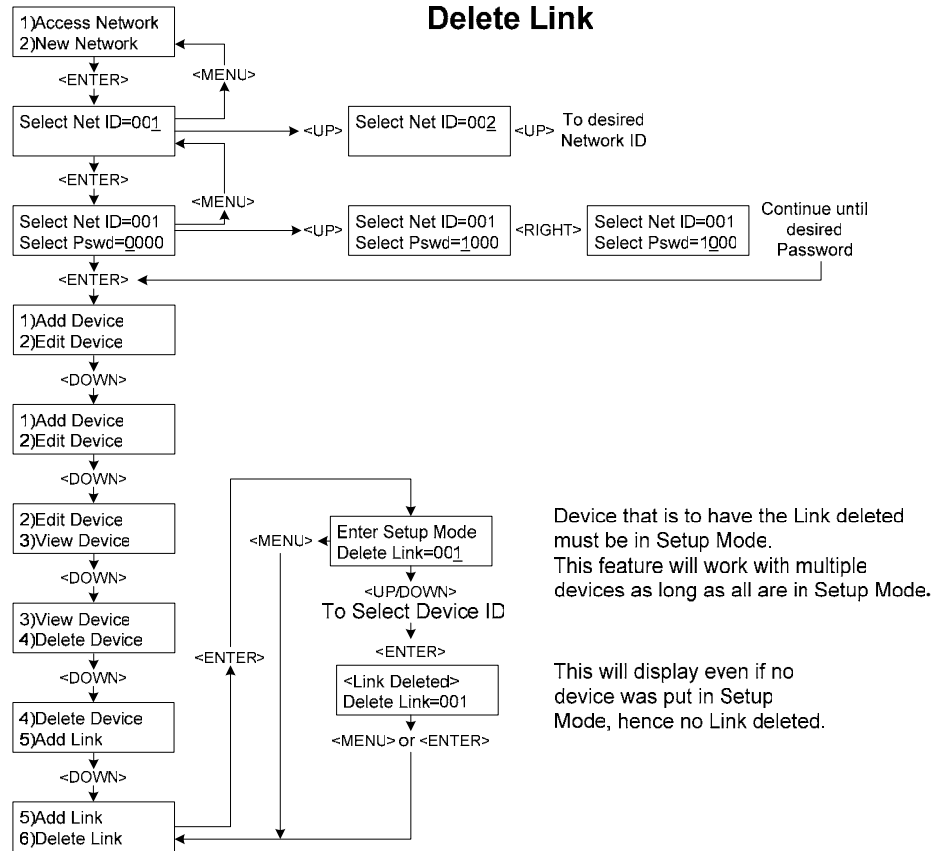 Delete Link
1)Access Network
2)New Network
<ENTER>
<MENU>
Select Net ID=001
<UP>
Select Net ID=002
<UP>
To desired
Network ID
<ENTER>
<MENU>
Select Net ID=001
Select Pswd=0000
<UP>
Select Net ID=001
Select Pswd=1000
<RIGHT>
Select Net ID=001
Select Pswd=1000
Continue until
desired
Password
<ENTER>
1)Add Device
2)Edit Device
<DOWN>
1)Add Device
2)Edit Device
<DOWN>
2)Edit Device
3)View Device
<DOWN>
3)View Device
4)Delete Device
<DOWN>
4)Delete Device
5)Add Link
<DOWN>
5)Add Link
6)Delete Link
<ENTER>
<MENU>
Enter Setup Mode
Delete Link=001
<UP/DOWN>
To Select Device ID
<ENTER>
<Link Deleted>
Delete Link=001
<MENU> or <ENTER>
Device that is to have the Link deleted
must be in Setup Mode.
This feature will work with multiple
devices as long as all are in Setup Mode.
This will display even if no
device was put in Setup
Mode, hence no Link deleted.